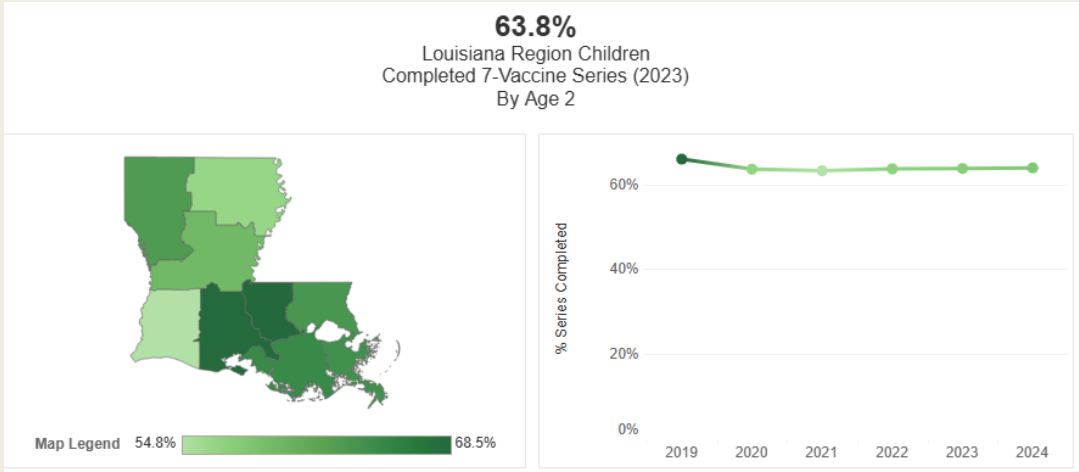 63.8%
Louisiana Region Children
Completed 7-Vaccine Series (2023)
By Age 2
Map Legend 54.8% 68.5%
% Series Completed
60%
40%
20%
0%
2019 2020 2021 2022 2023 2024